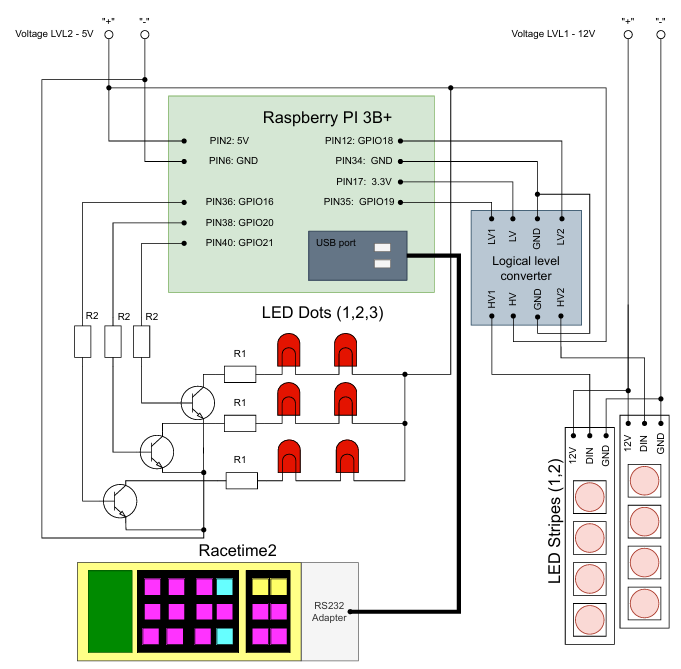 "+" "-"
Voltage LVL2 - 5V
"+" "-"
Voltage LVL1 - 12V
Raspberry PI 3B+
PIN2: 5V
PIN6: GND
PIN36: GPIO16
PIN38: GPIO20
PIN40: GPIO21
PIN12: GPIO18
PIN34: GND
PIN17: 3.3V
PIN35: GPIO19
USB port
LV1 LV GND LV2
Logical level
converter
HV1 HV GND HV2
LED Dots (1,2,3)
R2 R2 R2
R1
R1
R1
12V DIN GND
12V DIN GND
LED Stripes (1,2)
Racetime2
RS232
Adapter